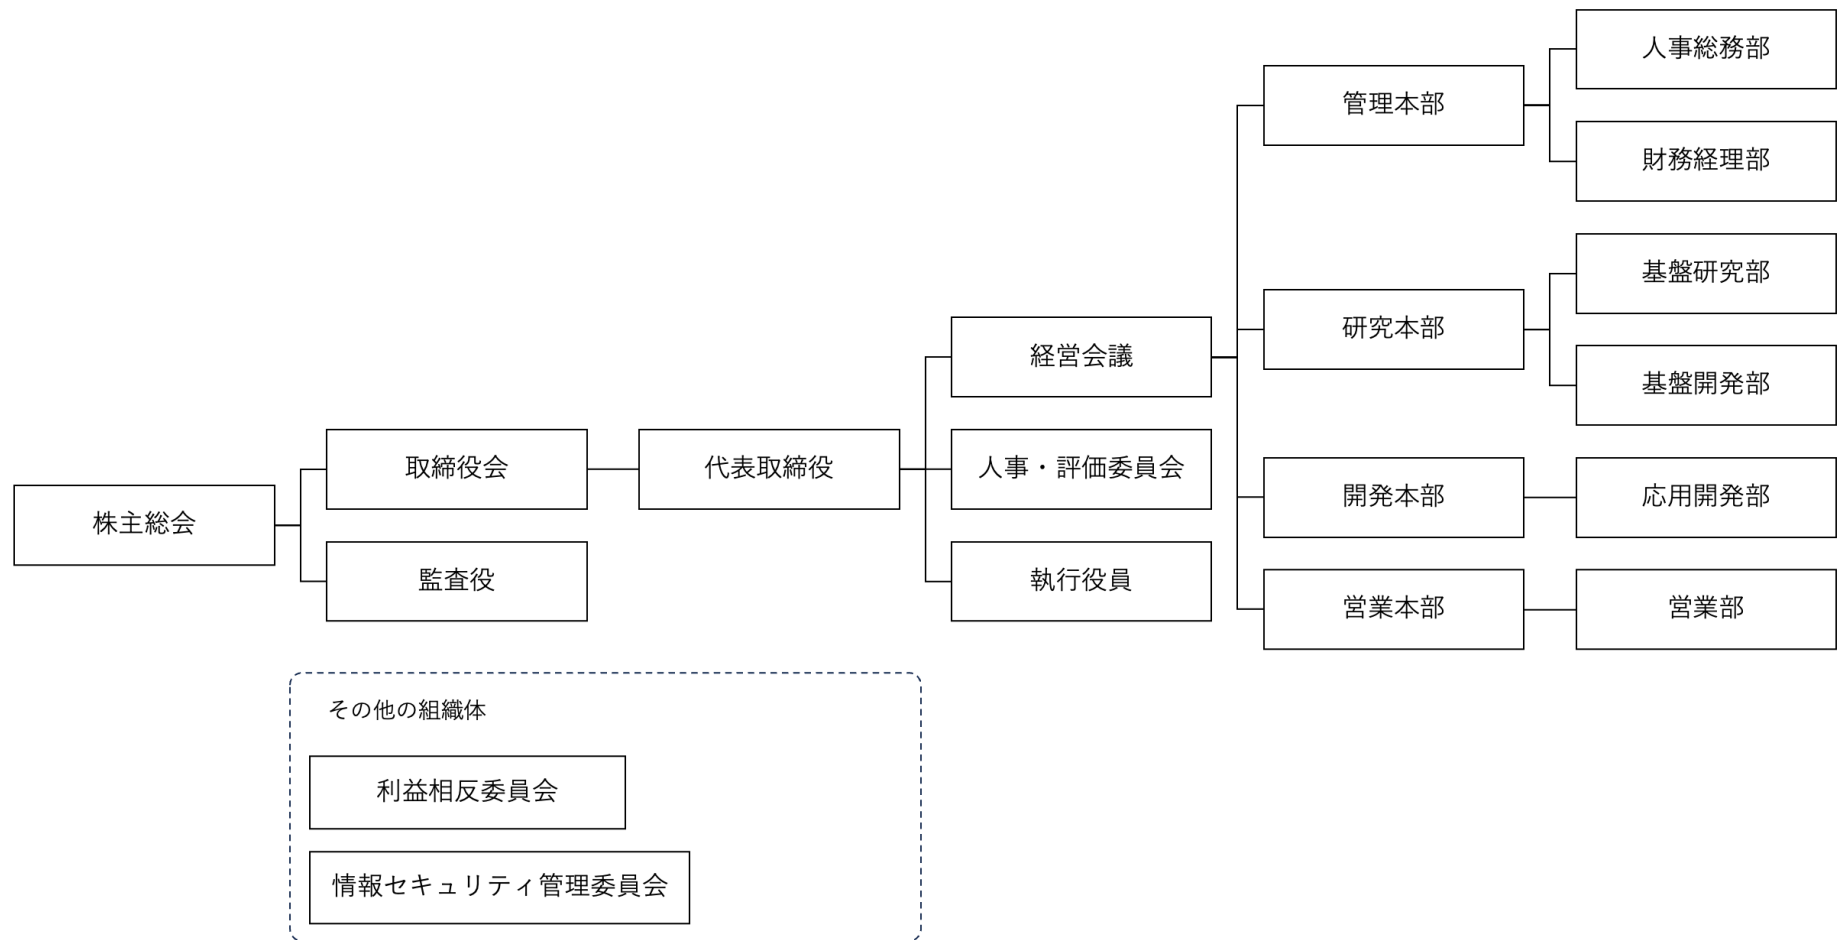 株主総会
取締役会
監査役
代表取締役
経営会議
人事・評価委員会
執行役員
管理本部
研究本部
開発本部
営業本部
人事総務部
財務経理部
基盤研究部
基盤開発部
応用開発部
営業部
その他の組織体
利益相反委員会
情報セキュリティ管理委員会